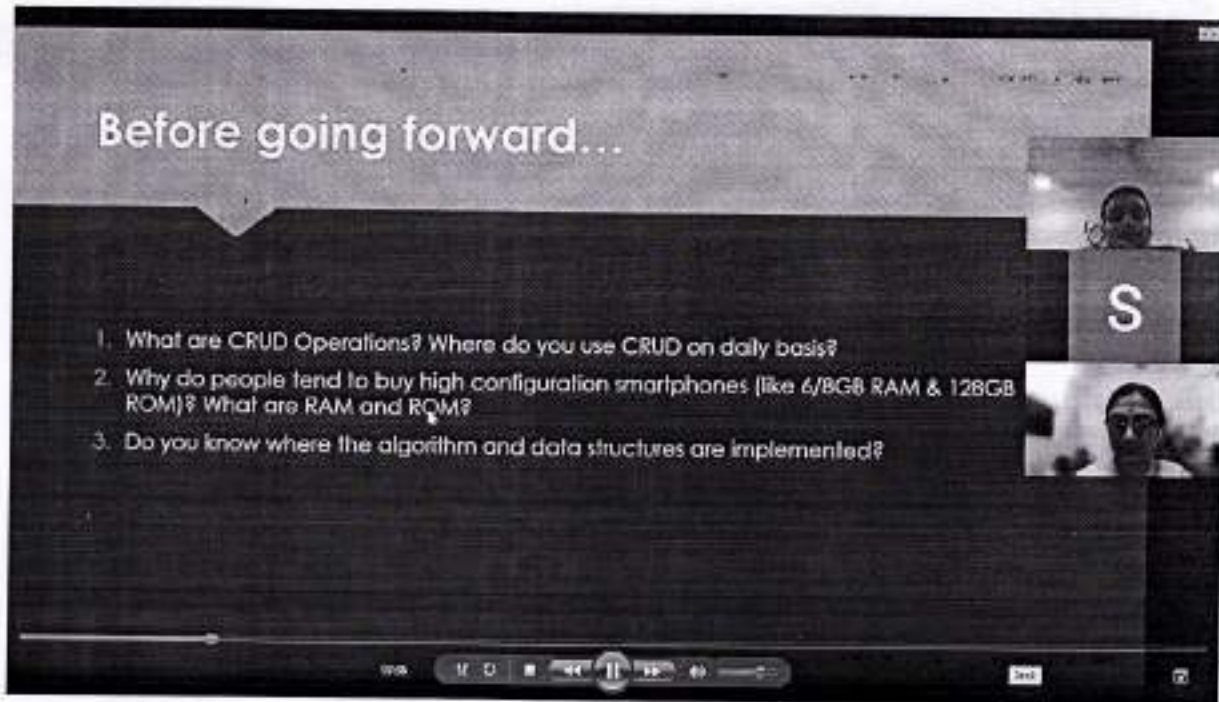 Before going forward...
1. What are CRUD Operations? Where do you use CRUD on daily basis?
2. Why do people tend to buy high configuration smartphones (like 6/8GB RAM & 128GB
ROM)? What are RAM and ROM?
3. Do you know where the algorithm and data structures are implemented?
S